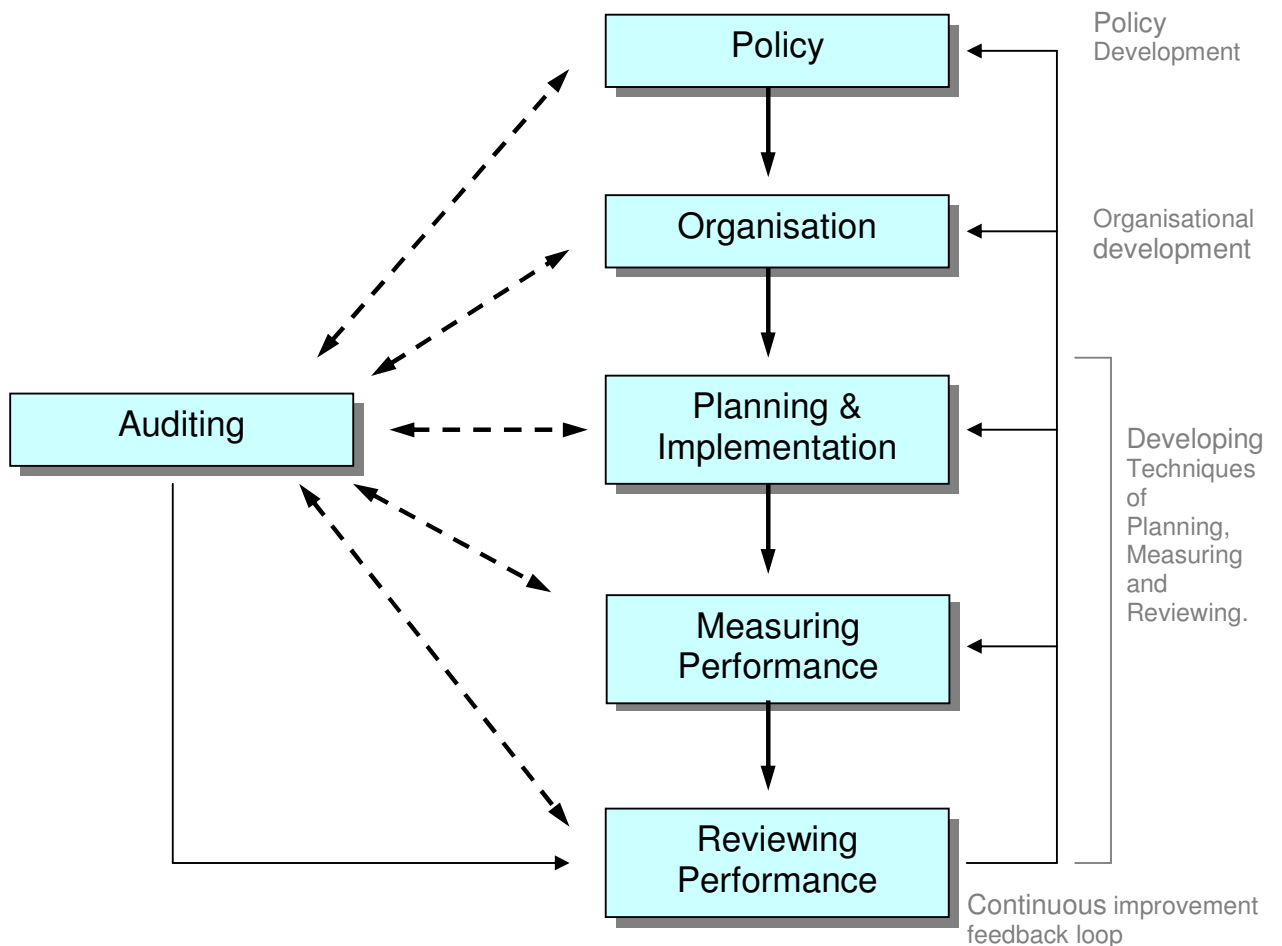 Policy
Policy
Development
Organisation
Organisational
development
Auditing
Planning &
Implementation
Developing
Techniques
of
Planning,
Measuring
and
Reviewing.
Measuring
Performance
Reviewing
Performance
Continuous improvement
feedback loop